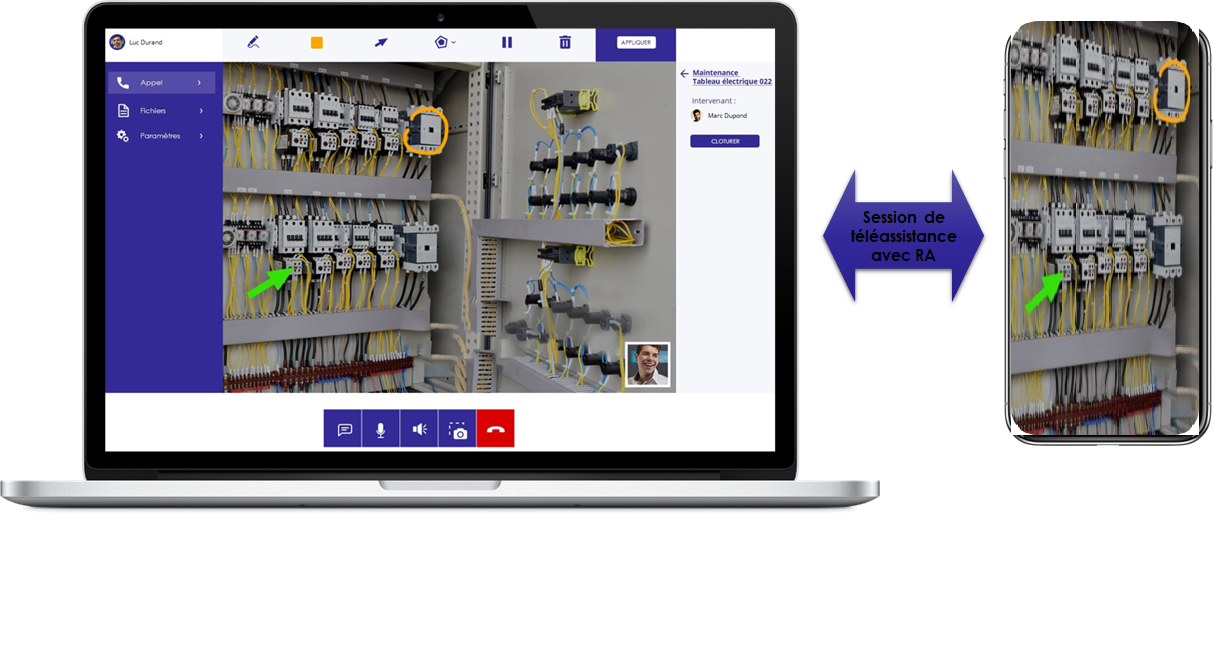 Luc Durand
APPLIQUER
Appel
Fichiers
Paramètres
Maintenance
Tableau électrique 022
Intervenant :
Marc Dupond
CLOTURER
Session de
téléassistance
avec RA